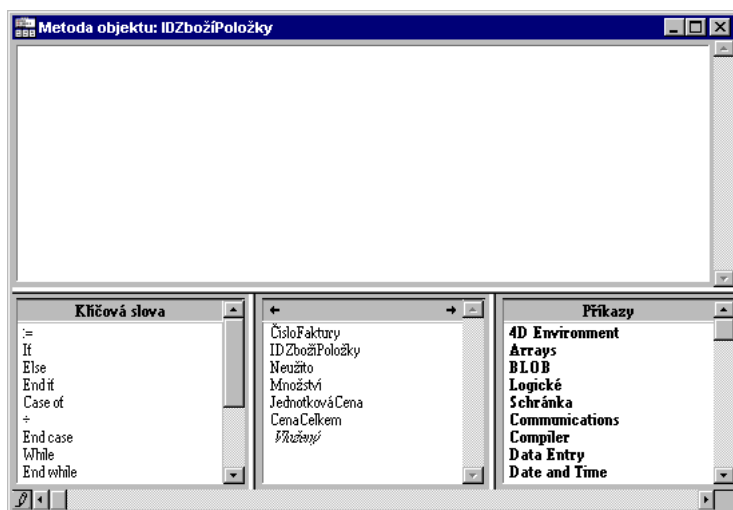 Metoda objektu: IDZbožíPoložky
Klíčová slova
:=
If
Else
End if
Case of
÷
End case
While
End while
ČísloFaktury
IDZbožíPoložky
Neužito
Množství
JednotkováCena
CenaCelkem
Vložený
Příkazy
4D Environment
Arrays
BLOB
Logické
Schránka
Communications
Compiler
Data Entry
Date and Time